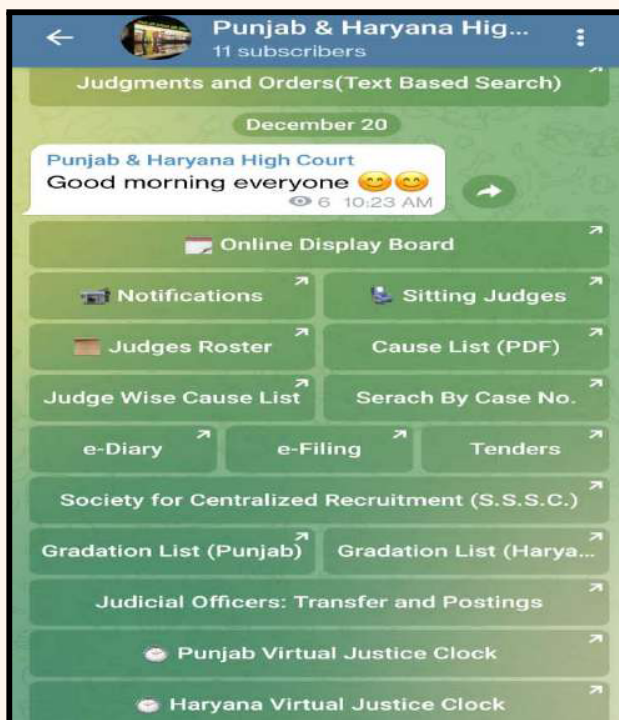 Punjab & Haryana Hig...
11 subscribers
Judgments and Orders(Text Based Search)
December 20
Punjab & Haryana High Court
Good morning everyone 😊😊
6 10:23 AM
Online Display Board
Notifications
Sitting Judges
Judges Roster
Cause List (PDF)
Judge Wise Cause List
Serach By Case No.
e-Diary
e-Filing
Tenders
Society for Centralized Recruitment (S.S.S.C.)
Gradation List (Punjab)
Gradation List (Harya...
Judicial Officers: Transfer and Postings
Punjab Virtual Justice Clock
Haryana Virtual Justice Clock